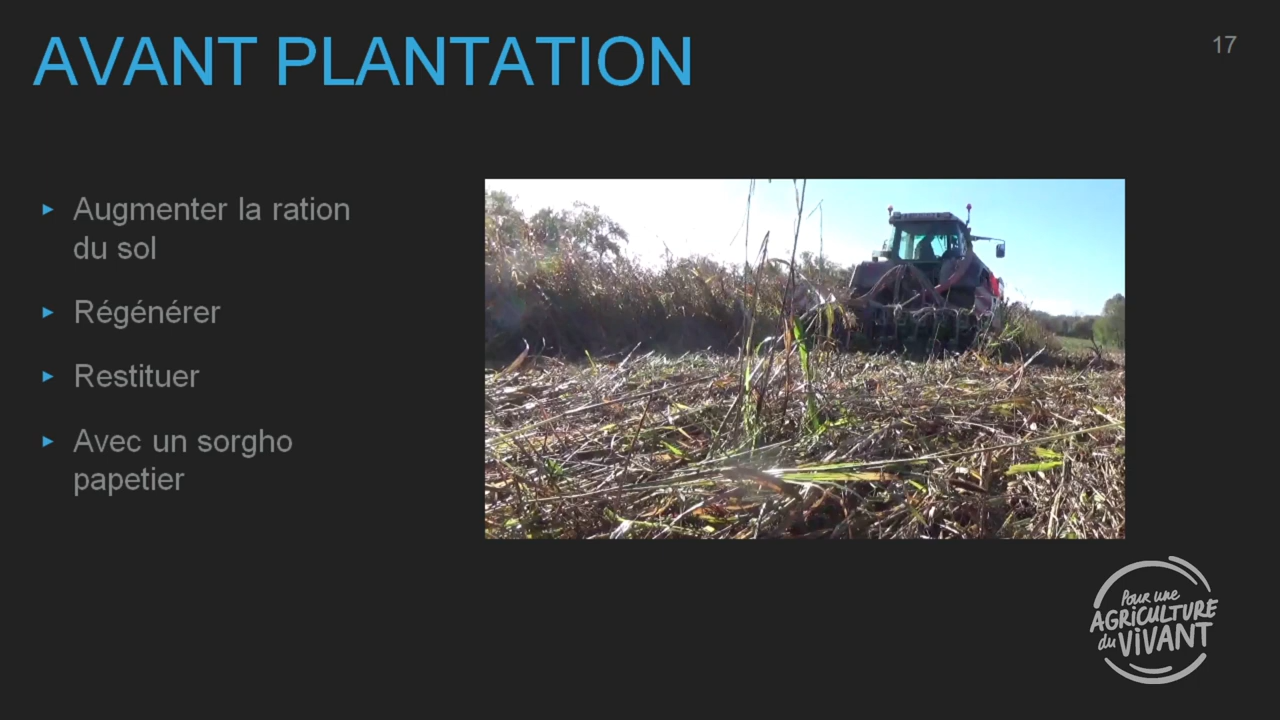 AVANT PLANTATION
17
Augmenter la ration
du sol
Régénérer
Restituer
Avec un sorgho
papetier
Pour une
AGRiCULTURE
du ViVANT